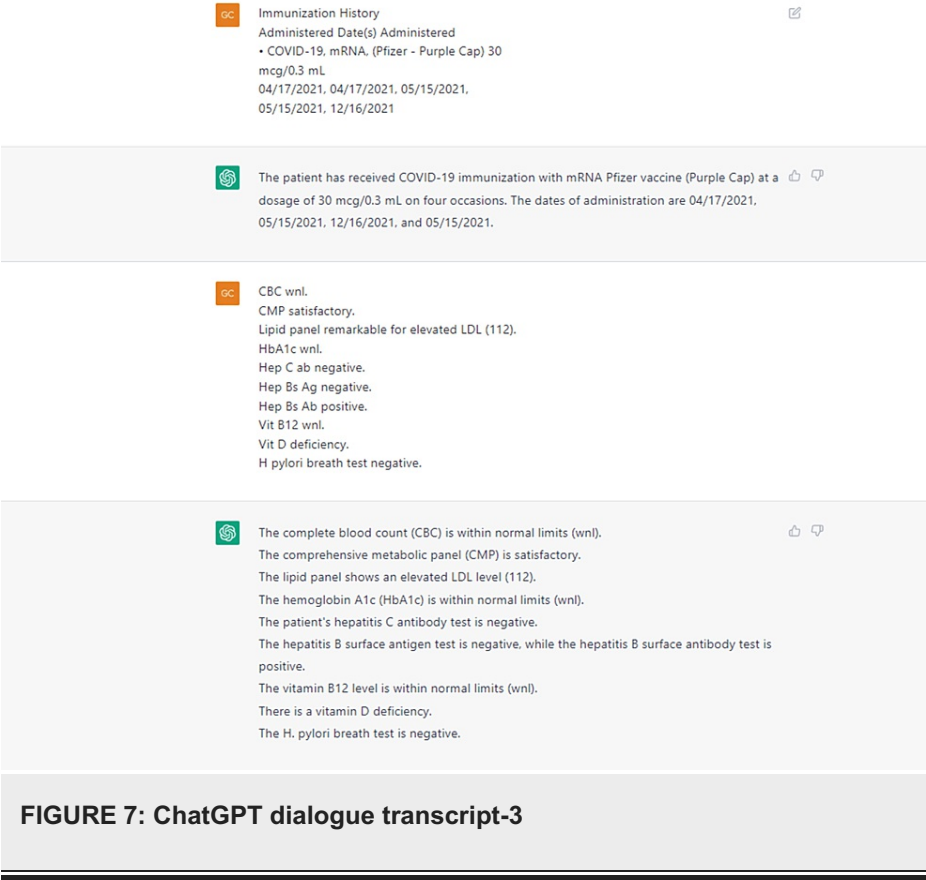 GC
Immunization History
Administered Date(s) Administered
• COVID-19, mRNA, (Pfizer - Purple Cap) 30
mcg/0.3 mL
04/17/2021, 04/17/2021, 05/15/2021,
05/15/2021, 12/16/2021
The patient has received COVID-19 immunization with mRNA Pfizer vaccine (Purple Cap) at a
dosage of 30 mcg/0.3 mL on four occasions. The dates of administration are 04/17/2021,
05/15/2021, 12/16/2021, and 05/15/2021.
GC
CBC wnl.
CMP satisfactory.
Lipid panel remarkable for elevated LDL (112).
HbA1c wnl.
Hep C ab negative.
Hep Bs Ag negative.
Hep Bs Ab positive.
Vit B12 wnl.
Vit D deficiency.
H pylori breath test negative.
The complete blood count (CBC) is within normal limits (wnl).
The comprehensive metabolic panel (CMP) is satisfactory.
The lipid panel shows an elevated LDL level (112).
The hemoglobin A1c (HbA1c) is within normal limits (wnl).
The patient's hepatitis C antibody test is negative.
The hepatitis B surface antigen test is negative, while the hepatitis B surface antibody test is
positive.
The vitamin B12 level is within normal limits (wnl).
There is a vitamin D deficiency.
The H. pylori breath test is negative.
FIGURE 7: ChatGPT dialogue transcript-3